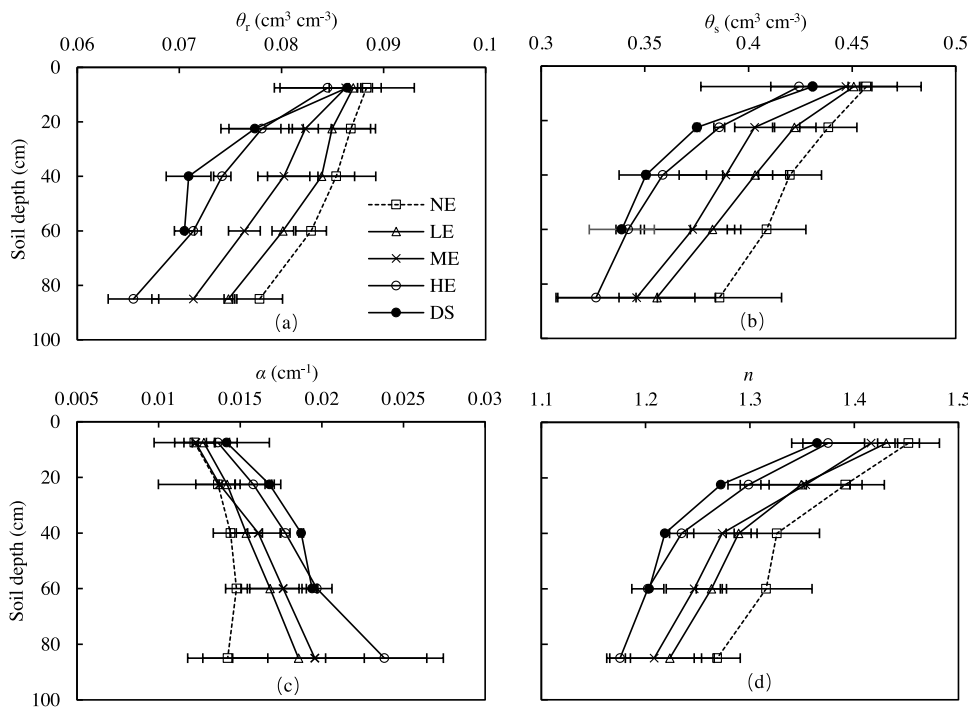 θr (cm³ cm⁻³)
0.06 0.07 0.08 0.09 0.1
0
20
40
60
80
100
Soil depth (cm)
NE
LE
ME
HE
DS
(a)
θs (cm³ cm⁻³)
0.3 0.35 0.4 0.45 0.5
(b)
α (cm⁻¹)
0.005 0.01 0.015 0.02 0.025 0.03
0
20
40
60
80
100
Soil depth (cm)
(c)
n
1.1 1.2 1.3 1.4 1.5
(d)